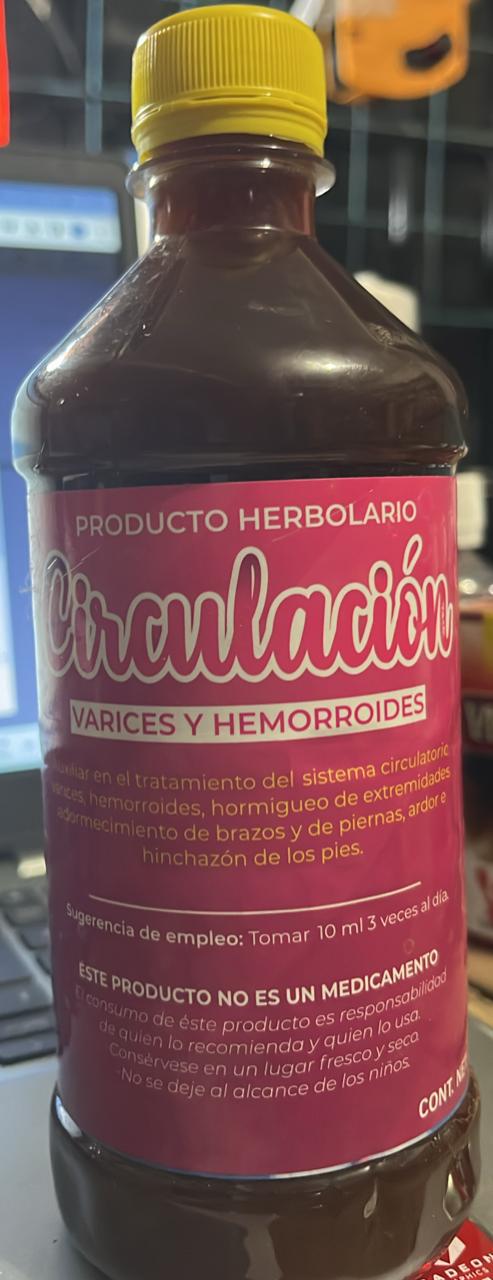 PRODUCTO HERBOLARIO
Circulación
VARICES Y HEMORROIDES
Auxiliar en el tratamiento del sistema circulatorio
varices, hemorroides, hormigueo de extremidades
adormecimiento de brazos y de piernas, ardor e
hinchazón de los pies.
Sugerencia de empleo: Tomar 10 ml 3 veces al día.
ÉSTE PRODUCTO NO ES UN MEDICAMENTO
El consumo de éste producto es responsabilidad
de quien lo recomienda y quien lo usa.
Consérvese en un lugar fresco y seco.
-No se deje al alcance de los niños.
CONT.